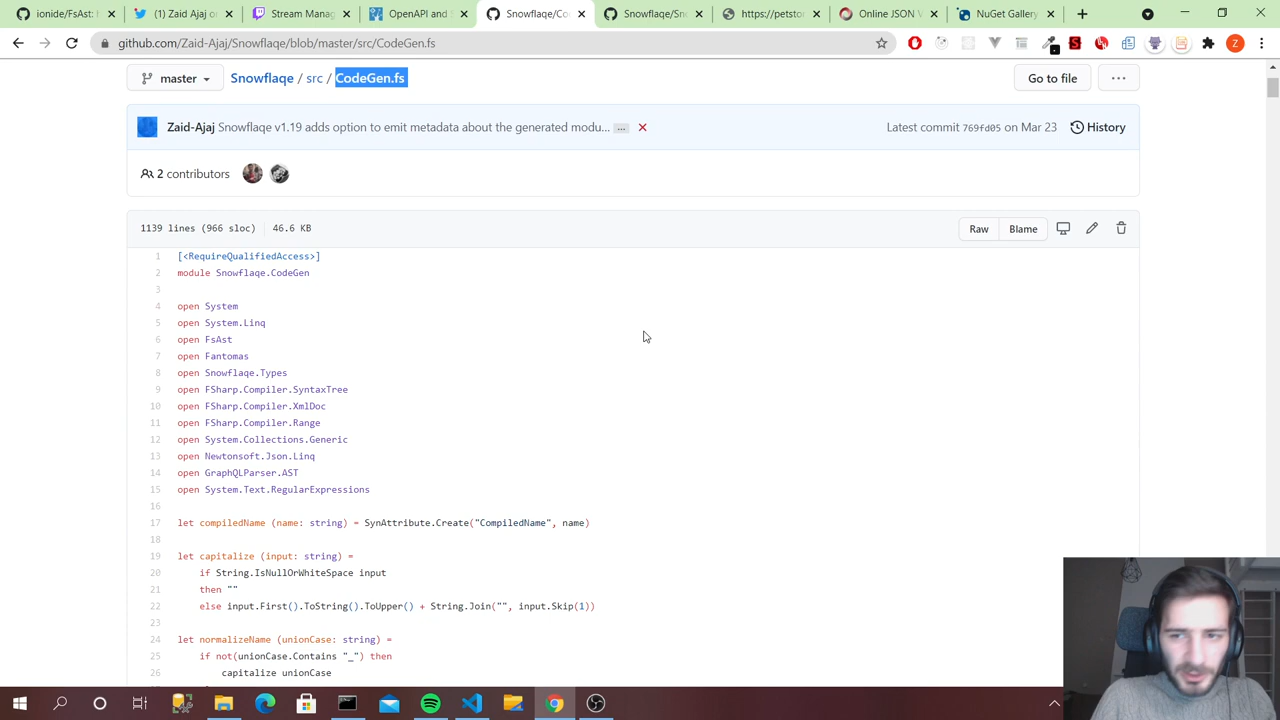 ionide/FsAst:
(1) Zaid Ajaj o
Stream Manag
OpenAPI and S
Snowflaqe/Co
Snowflaqe/Sn
https://petsto
Online JSON V
NuGet Gallery
github.com/Zaid-Ajaj/Snowflaqe/blob/master/src/CodeGen.fs
master
Snowflaqe / src / CodeGen.fs
Go to file
Zaid-Ajaj Snowflaqe v1.19 adds option to emit metadata about the generated modu... ...
Latest commit 769fd05 on Mar 23
History
2 contributors
1139 lines (966 sloc)
46.6 KB
Raw
Blame
1 [<RequireQualifiedAccess>]
2 module Snowflaqe.CodeGen
3
4 open System
5 open System.Linq
6 open FsAst
7 open Fantomas
8 open Snowflaqe.Types
9 open FSharp.Compiler.SyntaxTree
10 open FSharp.Compiler.XmlDoc
11 open FSharp.Compiler.Range
12 open System.Collections.Generic
13 open Newtonsoft.Json.Linq
14 open GraphQLParser.AST
15 open System.Text.RegularExpressions
16
17 let compiledName (name: string) = SynAttribute.Create("CompiledName", name)
18
19 let capitalize (input: string) =
20 if String.IsNullOrWhiteSpace input
21 then ""
22 else input.First().ToString().ToUpper() + String.Join("", input.Skip(1))
23
24 let normalizeName (unionCase: string) =
25 if not(unionCase.Contains "_") then
26 capitalize unionCase